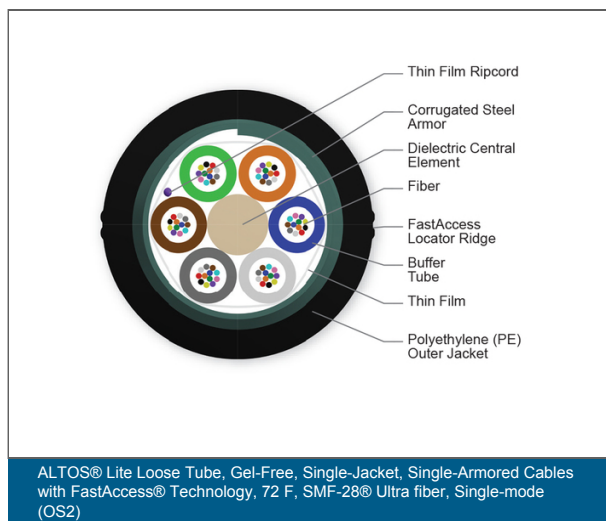 Thin Film Ripcord
Corrugated Steel
Armor
Dielectric Central
Element
Fiber
FastAccess
Locator Ridge
Buffer
Tube
Thin Film
Polyethylene (PE)
Outer Jacket
ALTOS® Lite Loose Tube, Gel-Free, Single-Jacket, Single-Armored Cables
with FastAccess® Technology, 72 F, SMF-28® Ultra fiber, Single-mode
(OS2)